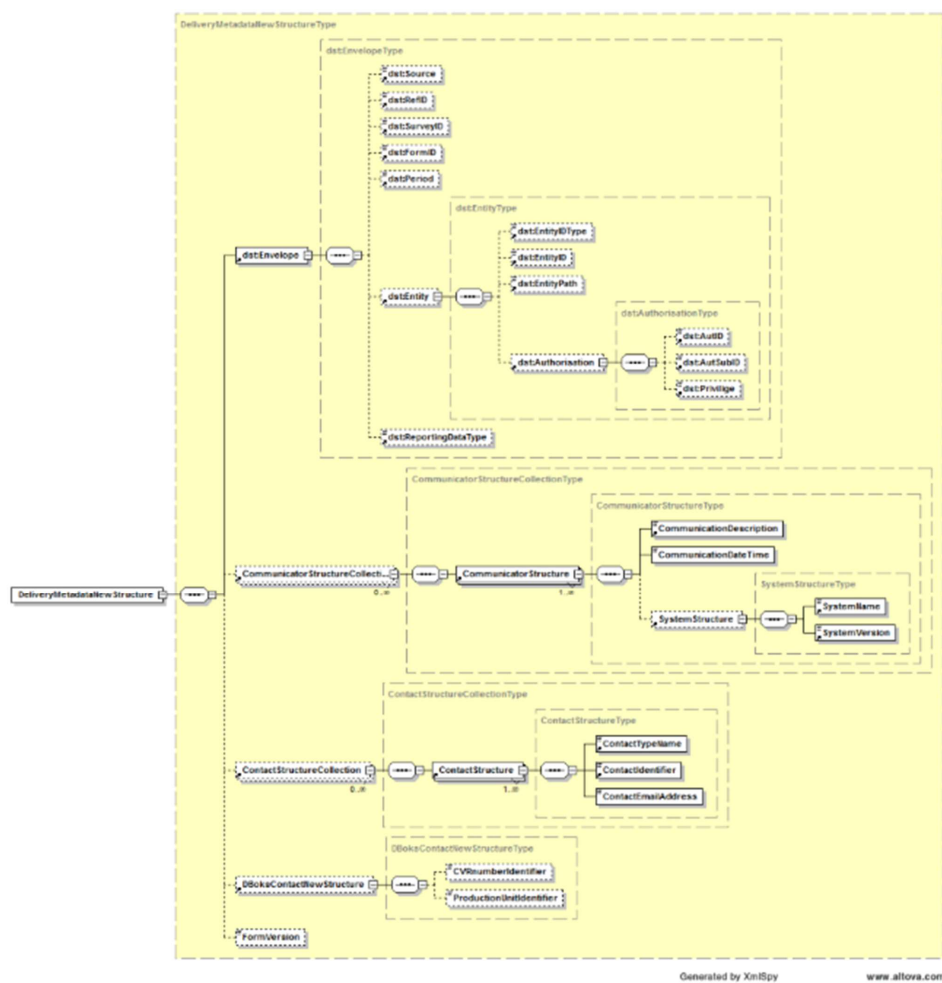 DeliveryMetadataNewStructureType
dst:EnvelopeType
dst:Source
dst:RefID
dst:SurveyID
dst:FormID
dst:Period
dst:EntityType
dst:EntityIDType
dst:Envelope
dst:EntityID
dst:EntityPath
dst:Entity
dst:AuthorisationType
dst:AutID
dst:Authorisation
dst:AutSubID
dst:Privilige
dst:ReportingDataType
CommunicatorStructureCollectionType
CommunicatorStructureType
CommunicationDescription
CommunicationDateTime
CommunicatorStructureCollecti...
CommunicatorStructure
SystemStructureType
0..∞
1..∞
DeliveryMetadataNewStructure
SystemName
SystemStructure
SystemVersion
ContactStructureCollectionType
ContactStructureType
ContactTypeName
ContactStructureCollection
ContactStructure
ContactIdentifier
0..∞
1..∞
ContactEmailAddress
DBoksContactNewStructureType
CVRnumberIdentifier
DBoksContactNewStructure
ProductionUnitIdentifier
FormVersion
Generated by XmlSpy
www.altova.com